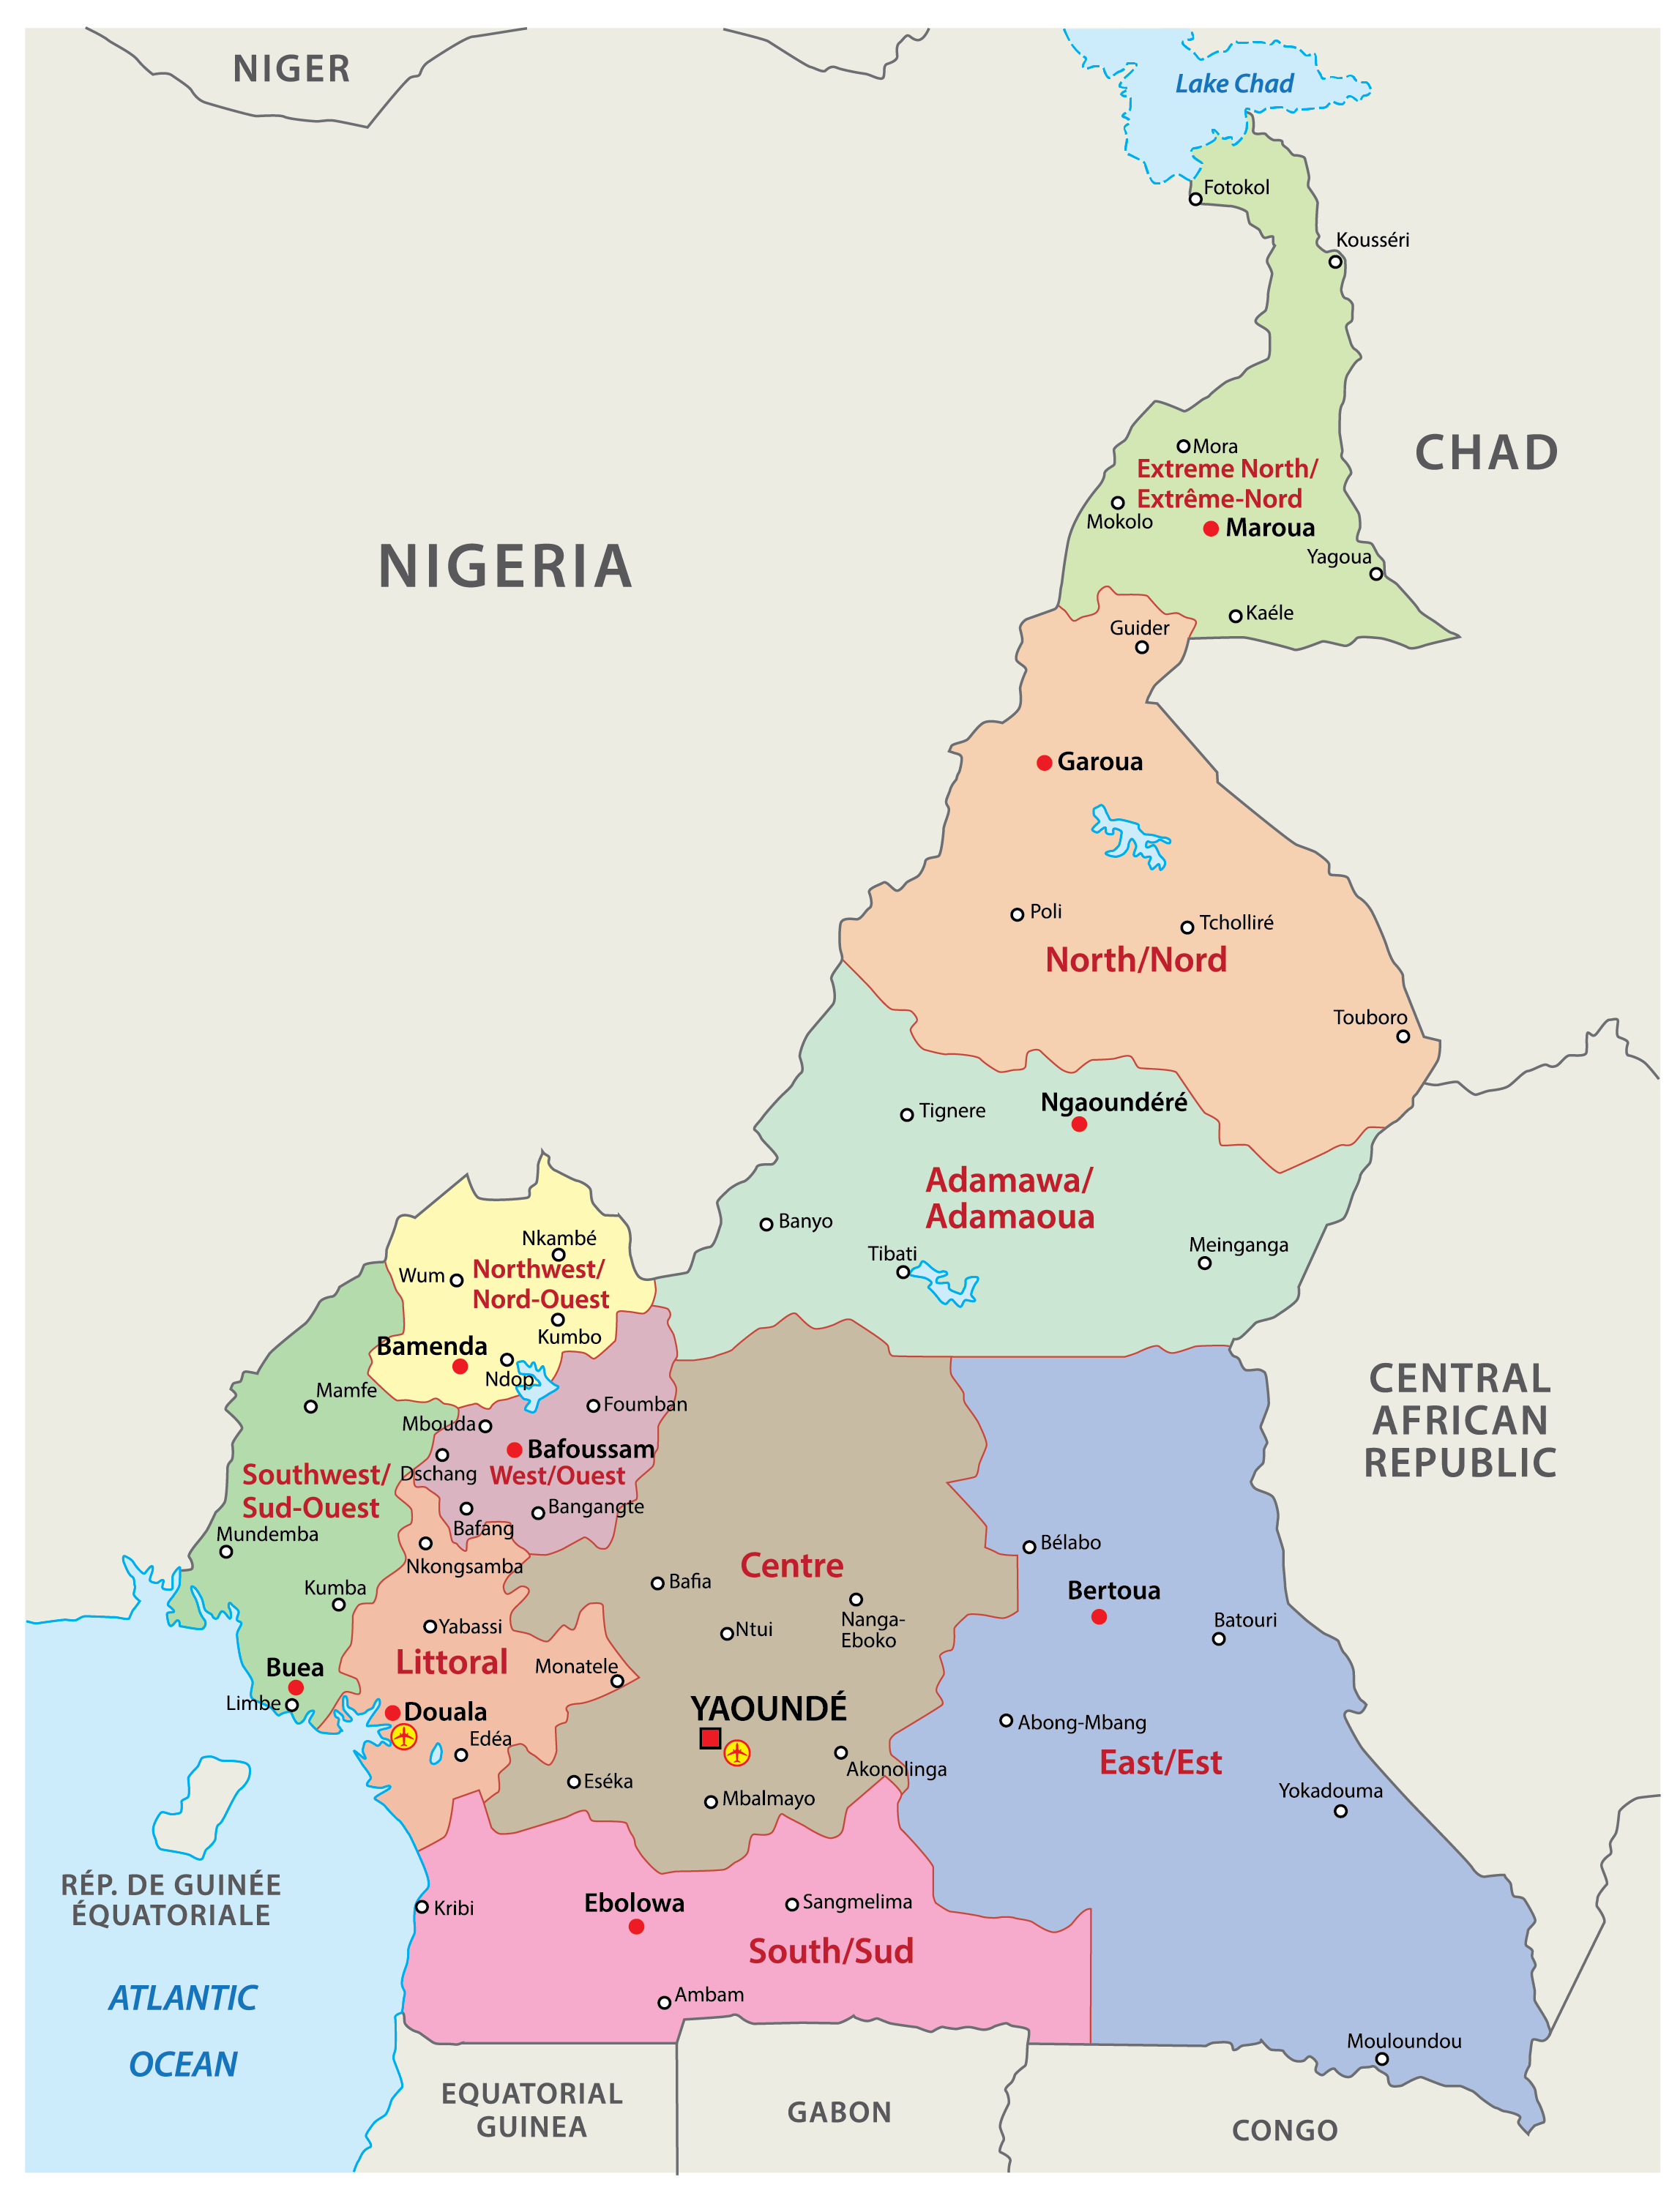 NIGER
Lake Chad
Fotokol
Kousséri
CHAD
Mora
Extreme North/
Extrême-Nord
Mokolo
Maroua
Yagoua
NIGERIA
Kaéle
Guider
Garoua
Poli
Tcholliré
North/Nord
Touboro
Ngaoundéré
Tignere
Adamawa/
Adamaoua
Banyo
Tibati
Meinganga
Nkambé
Wum
Northwest/
Nord-Ouest
Kumbo
Bamenda
Ndop
Mamfe
Foumban
Mbouda
Bafoussam
Dschang
West/Ouest
Southwest/
Sud-Ouest
Bangangte
Bafang
Mundemba
Nkongsamba
Kumba
CENTRAL
AFRICAN
REPUBLIC
Centre
Bélabo
Bafia
Bertoua
Nanga-
Eboko
Batouri
Yabassi
Ntui
Littoral
Monatele
Buea
Limbe
Douala
YAOUNDÉ
Edéa
Abong-Mbang
Akonolinga
East/Est
Eséka
Mbalmayo
Yokadouma
RÉP. DE GUINÉE
ÉQUATORIALE
Kribi
Ebolowa
Sangmelima
South/Sud
Ambam
ATLANTIC
OCEAN
Mouloundou
EQUATORIAL
GUINEA
GABON
CONGO